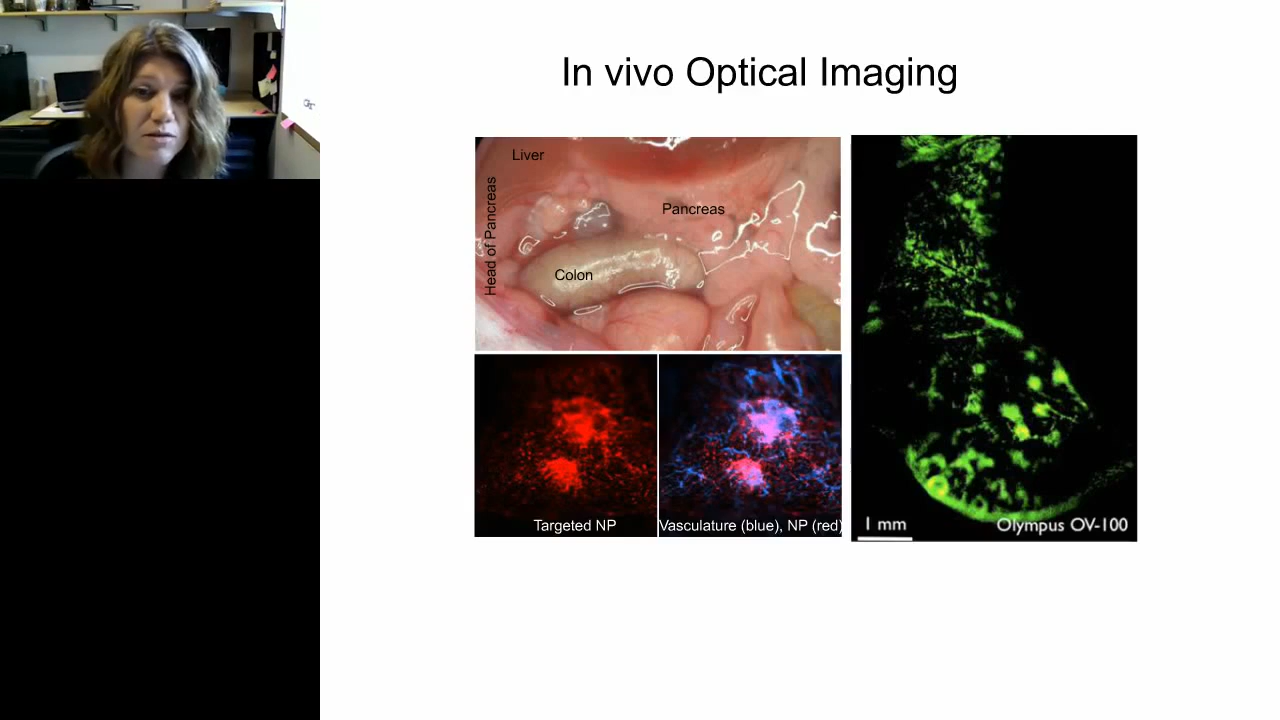 In vivo Optical Imaging
Liver
Head of Pancreas
Pancreas
Colon
Targeted NP
Vasculature (blue), NP (red)
1 mm
Olympus OV-100